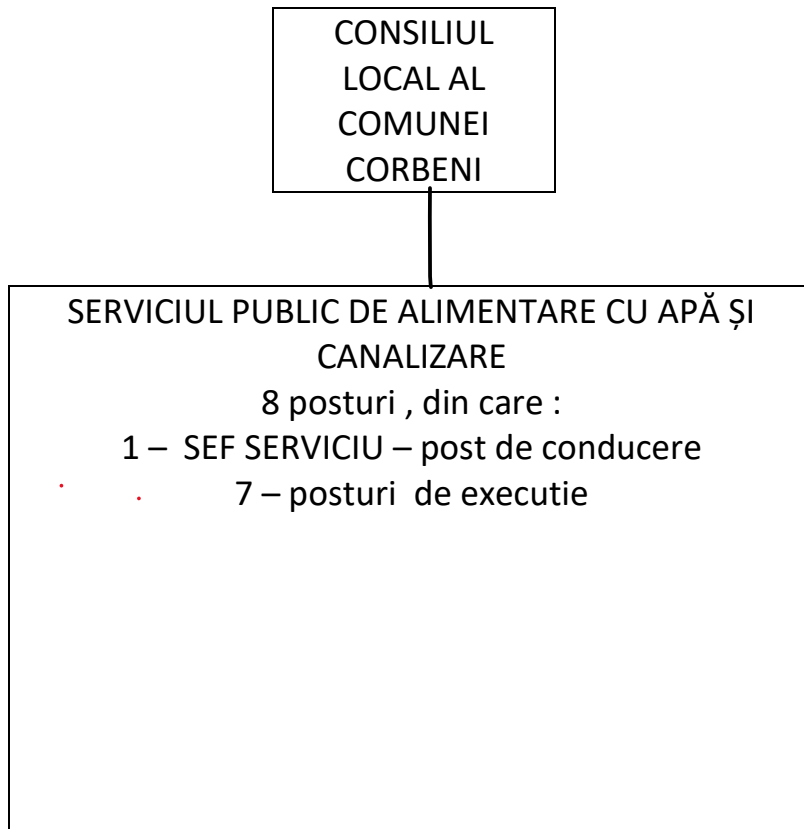 CONSILIUL
LOCAL AL
COMUNEI
CORBENI
SERVICIUL PUBLIC DE ALIMENTARE CU APĂ ȘI
CANALIZARE
8 posturi , din care :
1 –  SEF SERVICIU – post de conducere
7 – posturi  de executie